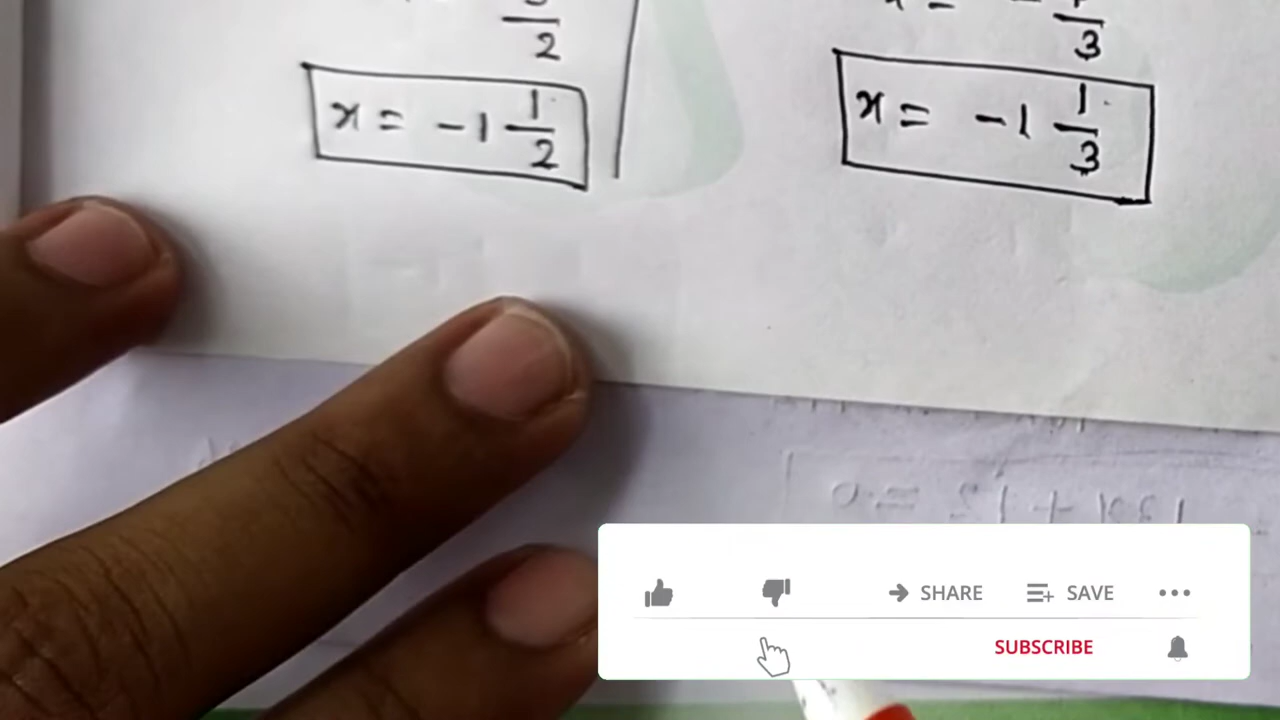 2
x = -1 1/2
3
x = -1 1/3
SHARE SAVE
SUBSCRIBE